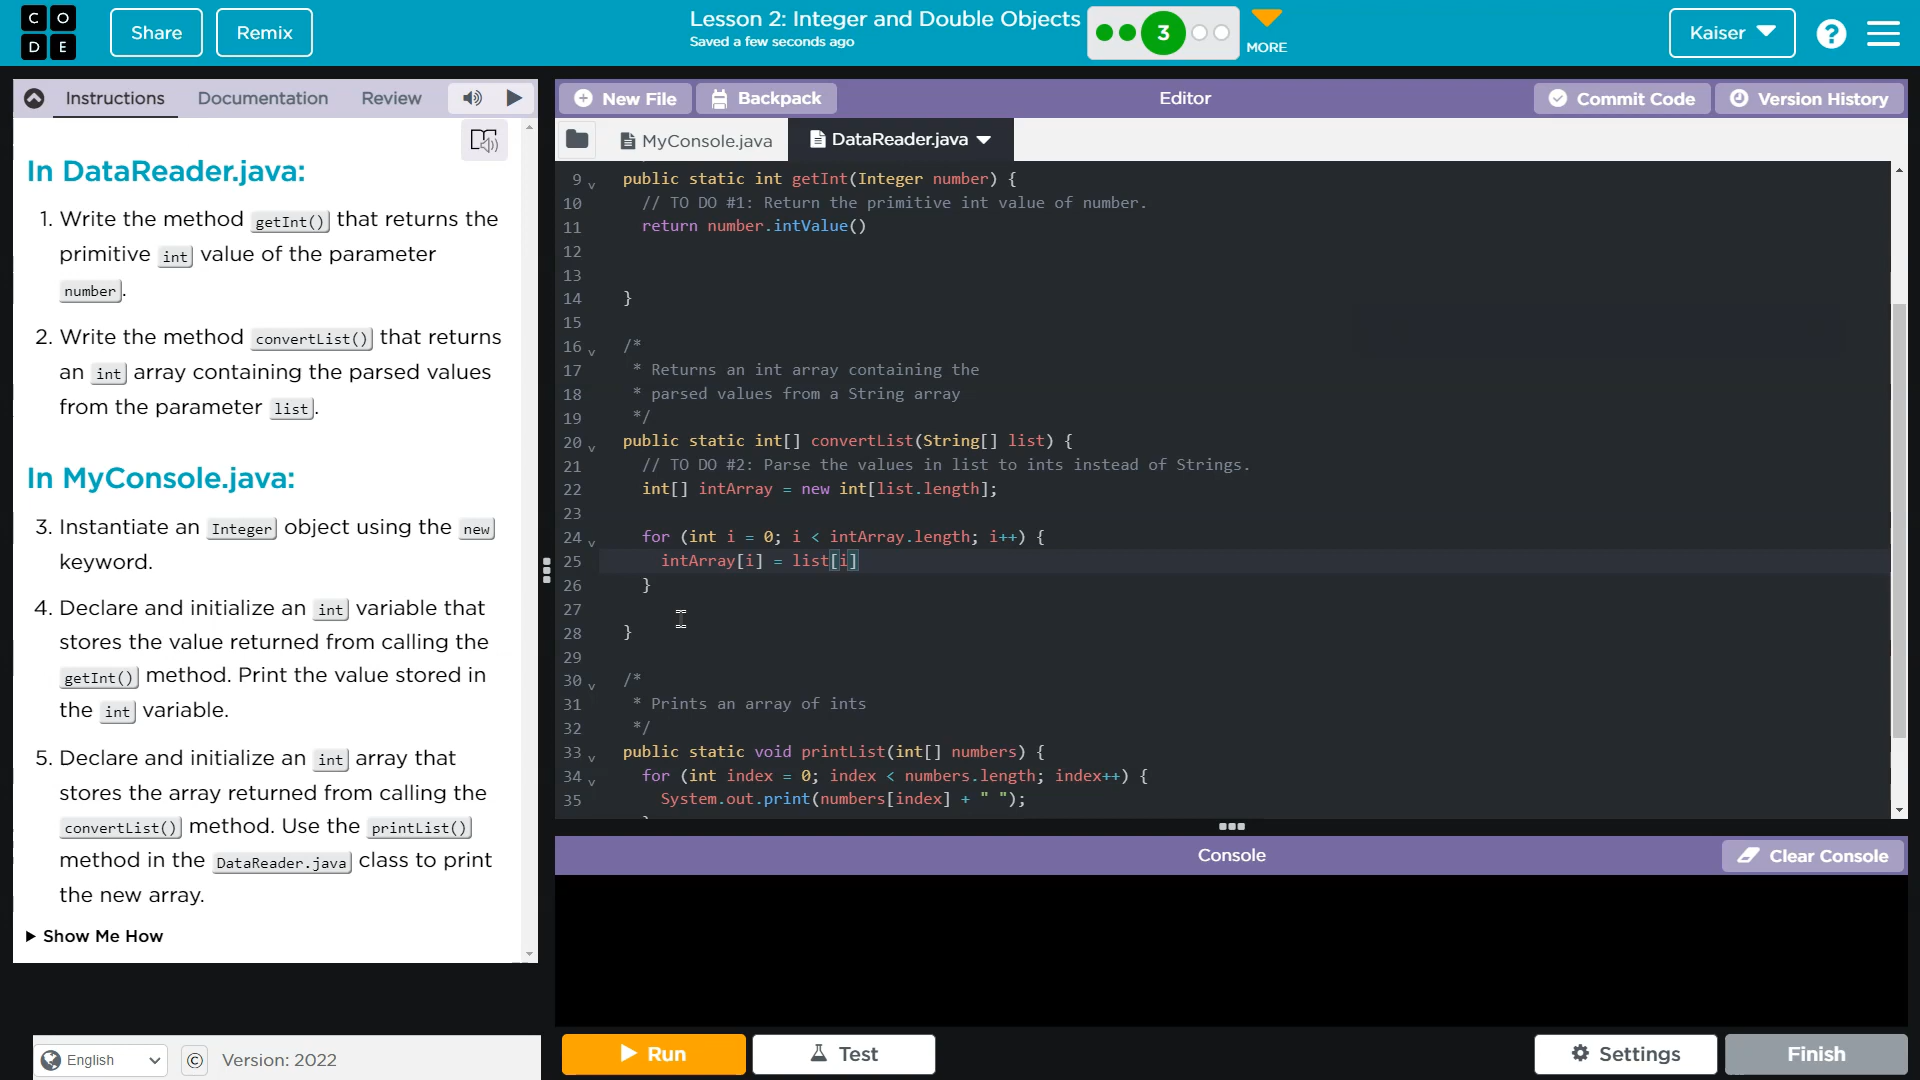 CODE
Share
Remix
Lesson 2: Integer and Double Objects
Saved a few seconds ago
3
MORE
Kaiser
?
Instructions
Documentation
Review
In DataReader.java:
1. Write the method getInt() that returns the
primitive int value of the parameter
number.
2. Write the method convertList() that returns
an int array containing the parsed values
from the parameter list.
In MyConsole.java:
3. Instantiate an Integer object using the new
keyword.
4. Declare and initialize an int variable that
stores the value returned from calling the
getInt() method. Print the value stored in
the int variable.
5. Declare and initialize an int array that
stores the array returned from calling the
convertList() method. Use the printList()
method in the DataReader.java class to print
the new array.
Show Me How
English
©
Version: 2022
New File
Backpack
Editor
Commit Code
Version History
MyConsole.java
DataReader.java
9 public static int getInt(Integer number) {
10 // TO DO #1: Return the primitive int value of number.
11 return number.intValue()
12
13
14 }
15
16 /*
17 * Returns an int array containing the
18 * parsed values from a String array
19 */
20 public static int[] convertList(String[] list) {
21 // TO DO #2: Parse the values in list to ints instead of Strings.
22 int[] intArray = new int[list.length];
23
24 for (int i = 0; i < intArray.length; i++) {
25 intArray[i] = list[i]
26 }
27
28 }
29
30 /*
31 * Prints an array of ints
32 */
33 public static void printList(int[] numbers) {
34 for (int index = 0; index < numbers.length; index++) {
35 System.out.print(numbers[index] + " ");
Console
Clear Console
Run
Test
Settings
Finish